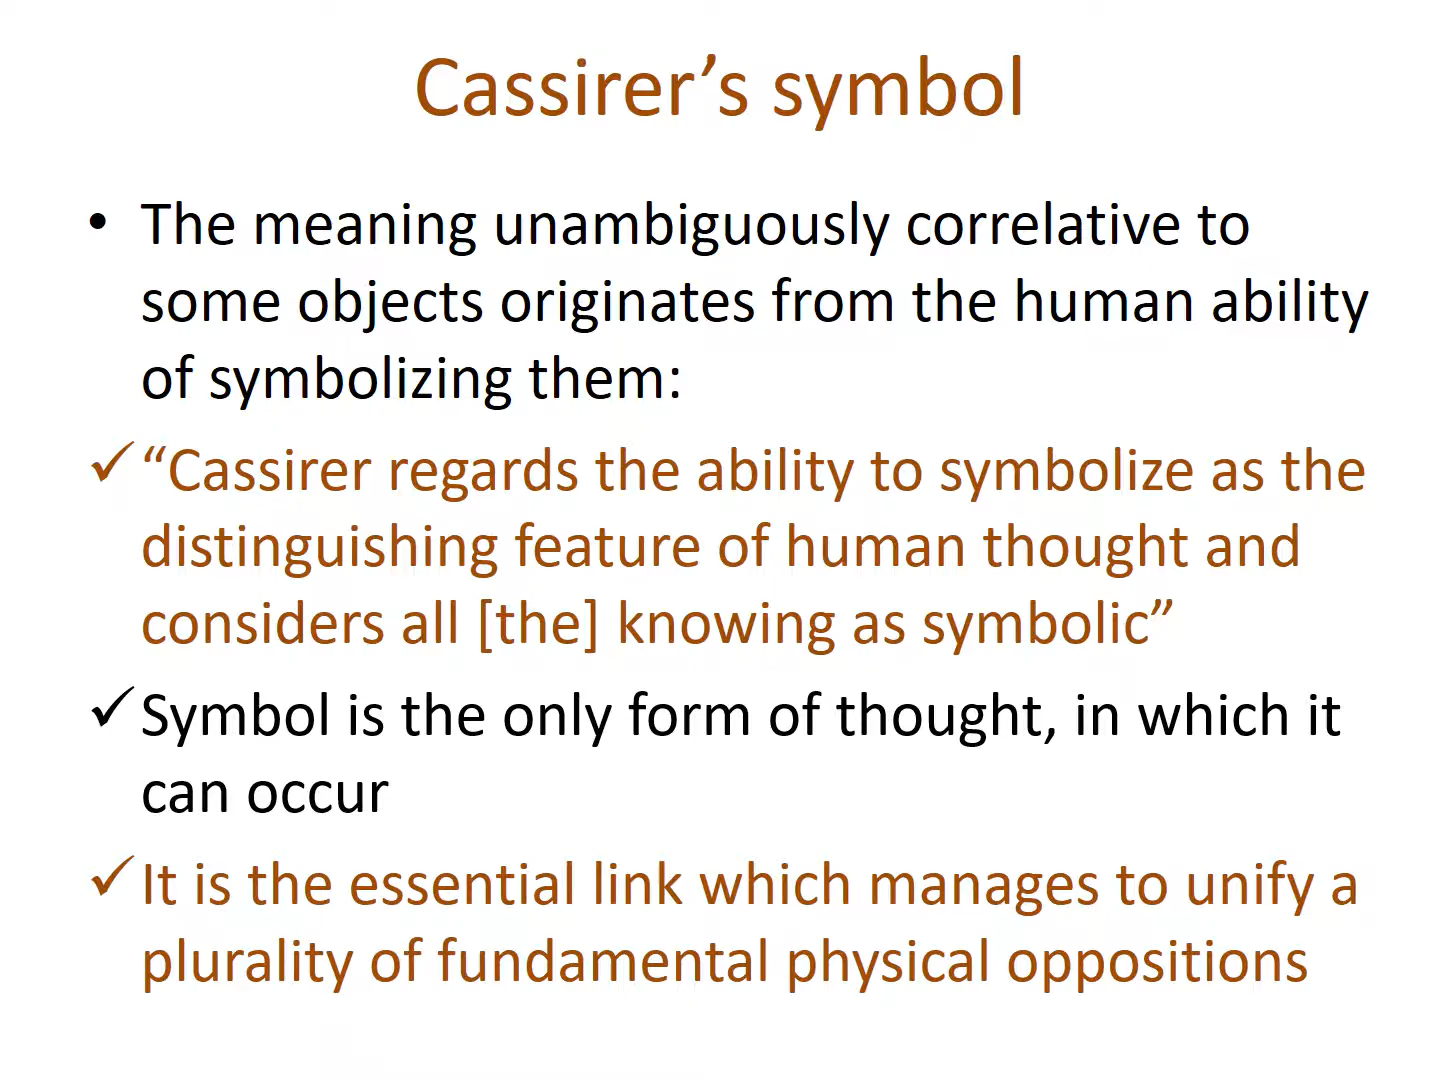 Cassirer’s symbol
• The meaning unambiguously correlative to
some objects originates from the human ability
of symbolizing them:
✓“Cassirer regards the ability to symbolize as the
distinguishing feature of human thought and
considers all [the] knowing as symbolic”
✓Symbol is the only form of thought, in which it
can occur
✓It is the essential link which manages to unify a
plurality of fundamental physical oppositions